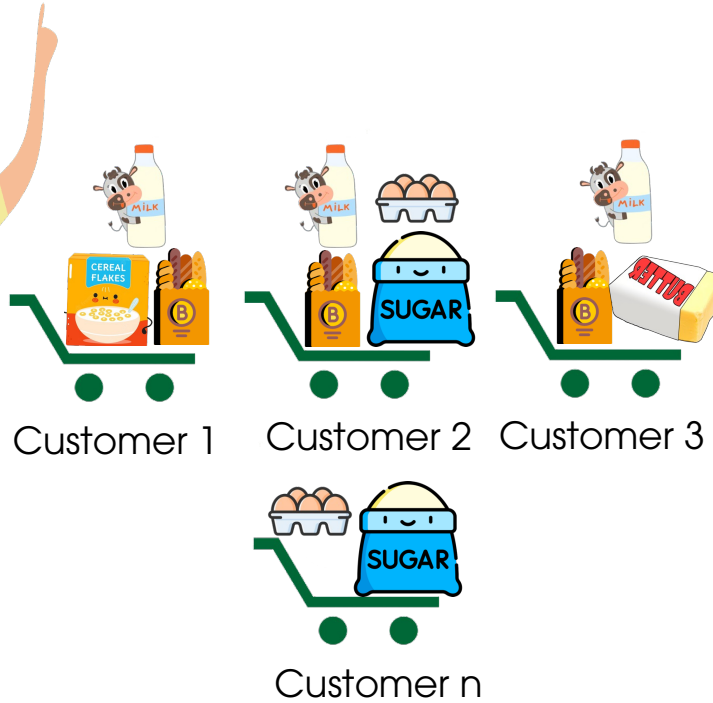 MiLK
CEREAL
FLAKES
B
Customer 1
MiLK
B
SUGAR
Customer 2
MiLK
B
BUTTER
Customer 3
SUGAR
Customer n